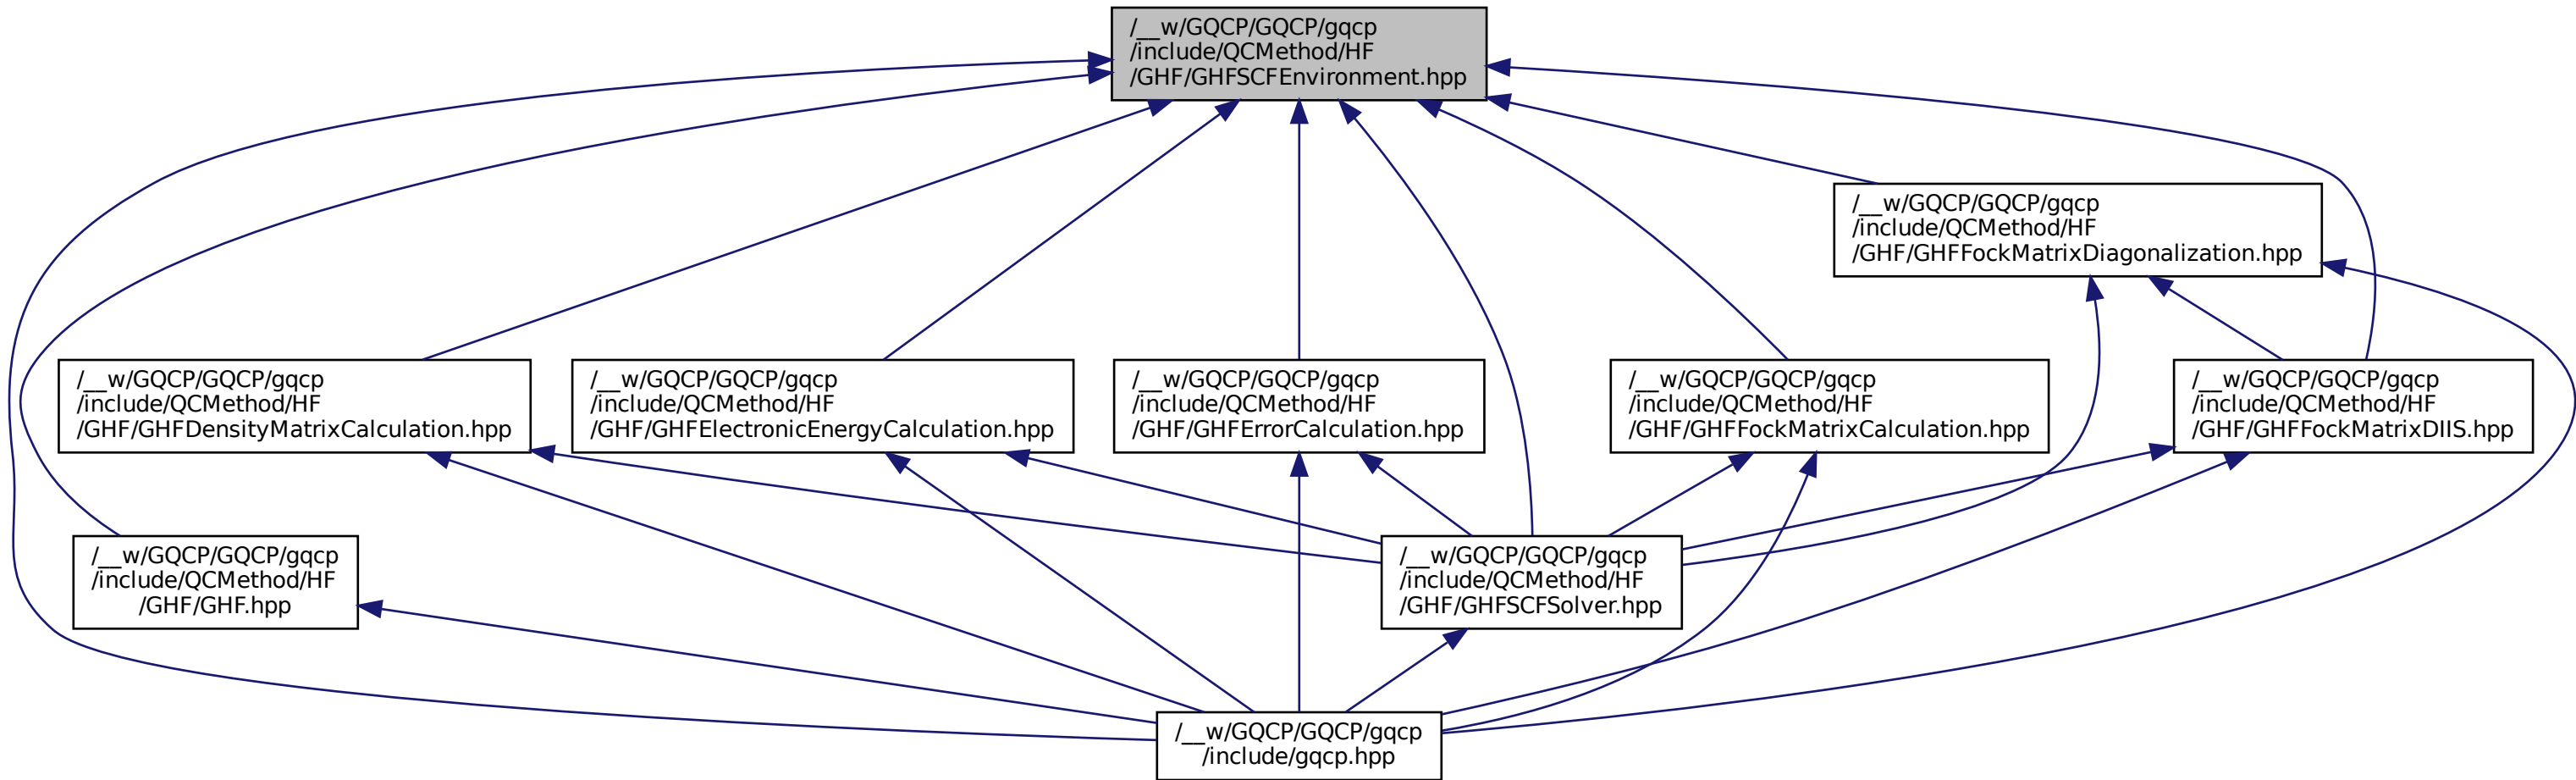 /__w/GQCP/GQCP/gqcp
/include/QCMethod/HF
/GHF/GHFSCFEnvironment.hpp
/__w/GQCP/GQCP/gqcp
/include/QCMethod/HF
/GHF/GHFFockMatrixDiagonalization.hpp
/__w/GQCP/GQCP/gqcp
/include/QCMethod/HF
/GHF/GHFDensityMatrixCalculation.hpp
/__w/GQCP/GQCP/gqcp
/include/QCMethod/HF
/GHF/GHFElectronicEnergyCalculation.hpp
/__w/GQCP/GQCP/gqcp
/include/QCMethod/HF
/GHF/GHFErrorCalculation.hpp
/__w/GQCP/GQCP/gqcp
/include/QCMethod/HF
/GHF/GHFFockMatrixCalculation.hpp
/__w/GQCP/GQCP/gqcp
/include/QCMethod/HF
/GHF/GHFFockMatrixDIIS.hpp
/__w/GQCP/GQCP/gqcp
/include/QCMethod/HF
/GHF/GHF.hpp
/__w/GQCP/GQCP/gqcp
/include/QCMethod/HF
/GHF/GHFSCFSolver.hpp
/__w/GQCP/GQCP/gqcp
/include/gqcp.hpp